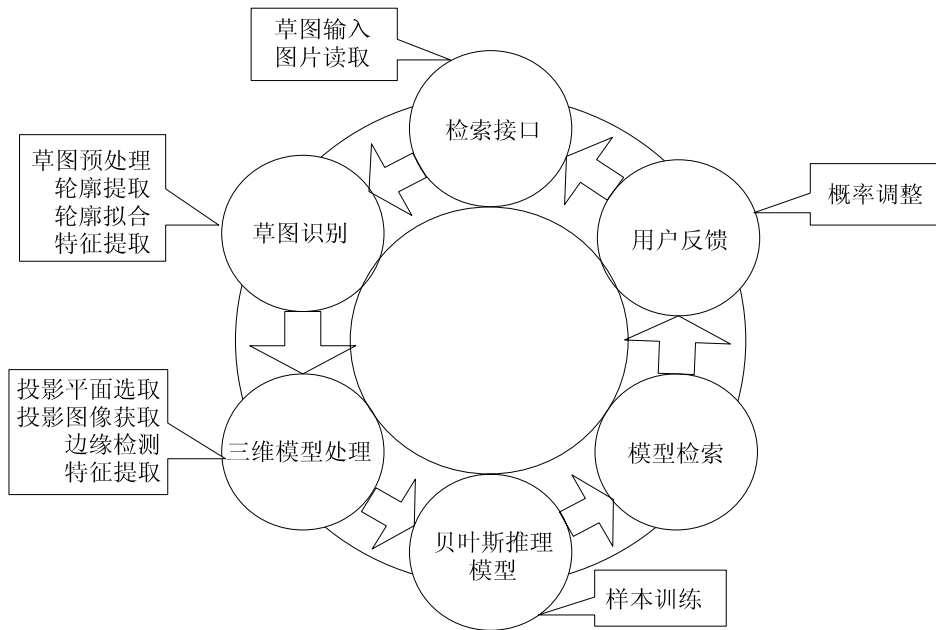 草图输入
图片读取
检索接口
草图预处理
轮廓提取
轮廓拟合
特征提取
草图识别
概率调整
用户反馈
投影平面选取
投影图像获取
边缘检测
特征提取
三维模型处理
模型检索
贝叶斯推理
模型
样本训练